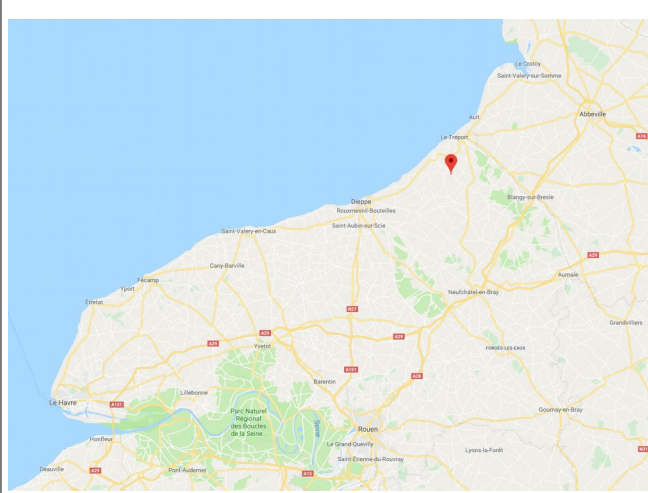 Le Crotoy
Saint-Valery-sur-Somme
Abbeville
Ault
Le Tréport
A16
Blangy-sur-Bresle
Dieppe
Rouxmesnil-Bouteilles
Saint-Aubin-sur-Scie
Saint-Valery-en-Caux
A29
Cany-Barville
Aumale
Fécamp
Yport
Neufchâtel-en-Bray
Étretat
N27
Grandvilliers
A29
A29
A29
Yvetot
FORGES-LES-EAUX
A151
A28
Barentin
Lillebonne
Le Havre
A131
Parc Naturel
Régional
des Boucles
de la Seine...
Gournay-en-Bray
Seine
Rouen
Honfleur
Le Grand-Quevilly
Lyons-la-Forêt
Saint-Étienne-du-Rouvray
Deauville
A29
Pont-Audemer
A13